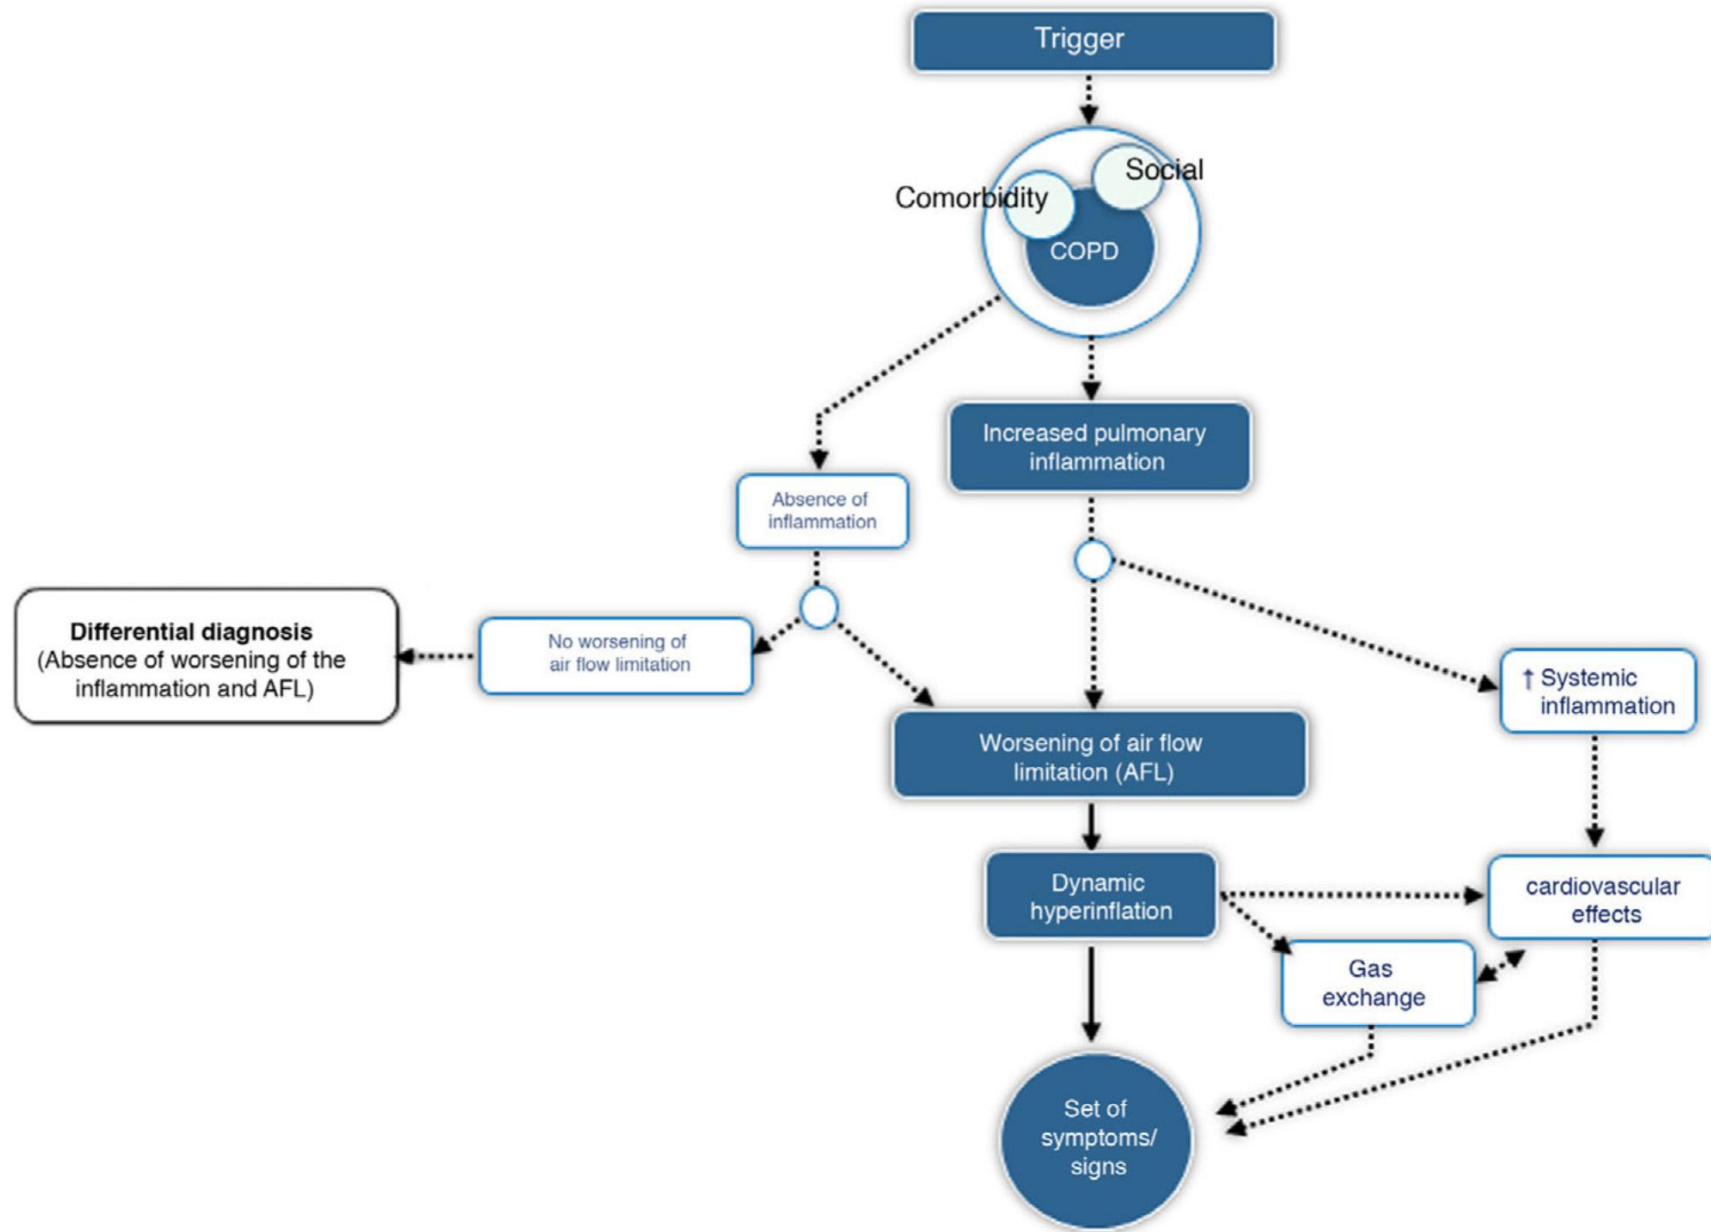 Trigger
Social
Comorbidity
COPD
Increased pulmonary
inflammation
Absence of
inflammation
Differential diagnosis
(Absence of worsening of the
inflammation and AFL)
No worsening of
air flow limitation
↑ Systemic
inflammation
Worsening of air flow
limitation (AFL)
Dynamic
hyperinflation
cardiovascular
effects
Gas
exchange
Set of
symptoms/
signs